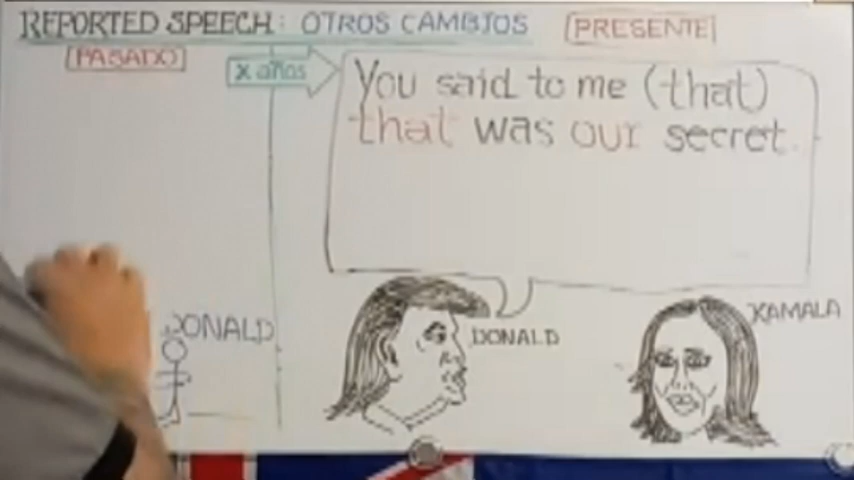 REPORTED SPEECH: OTROS CAMBIOS
PRESENTE
PASADO
x años
You said to me (that)
that was our secret.
DONALD
DONALD
KAMALA